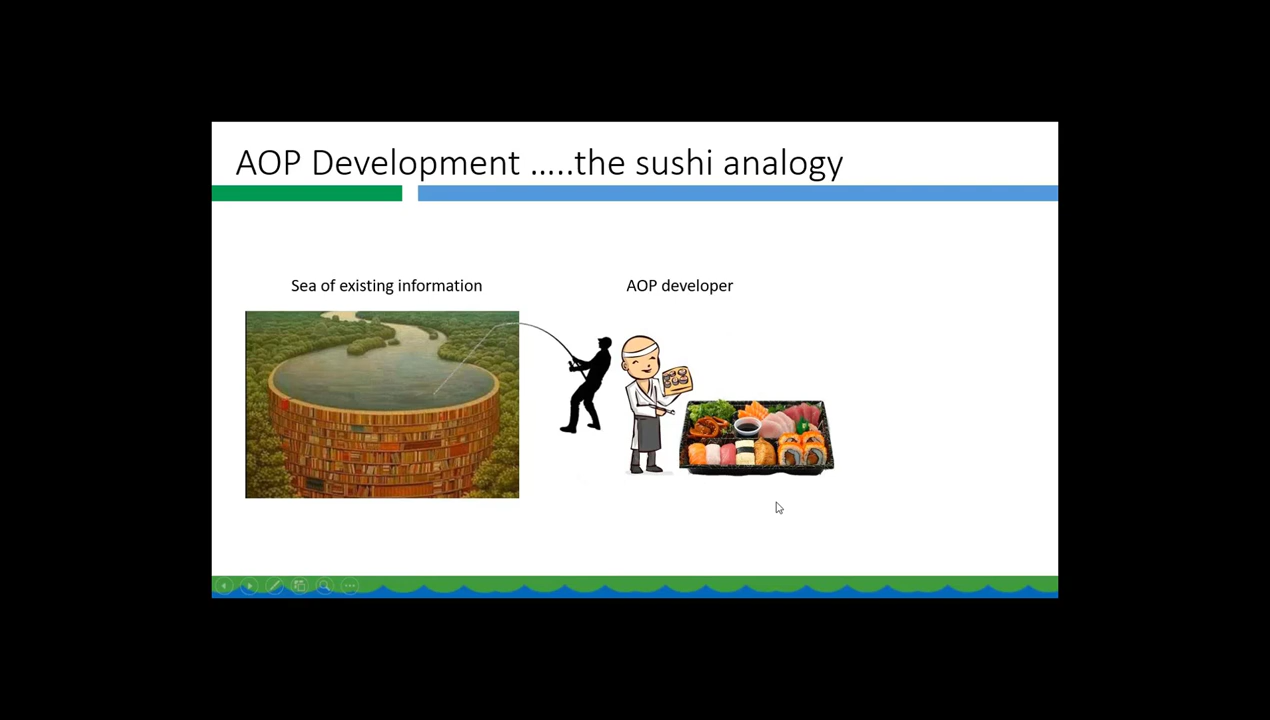 AOP Development .....the sushi analogy
Sea of existing information
AOP developer